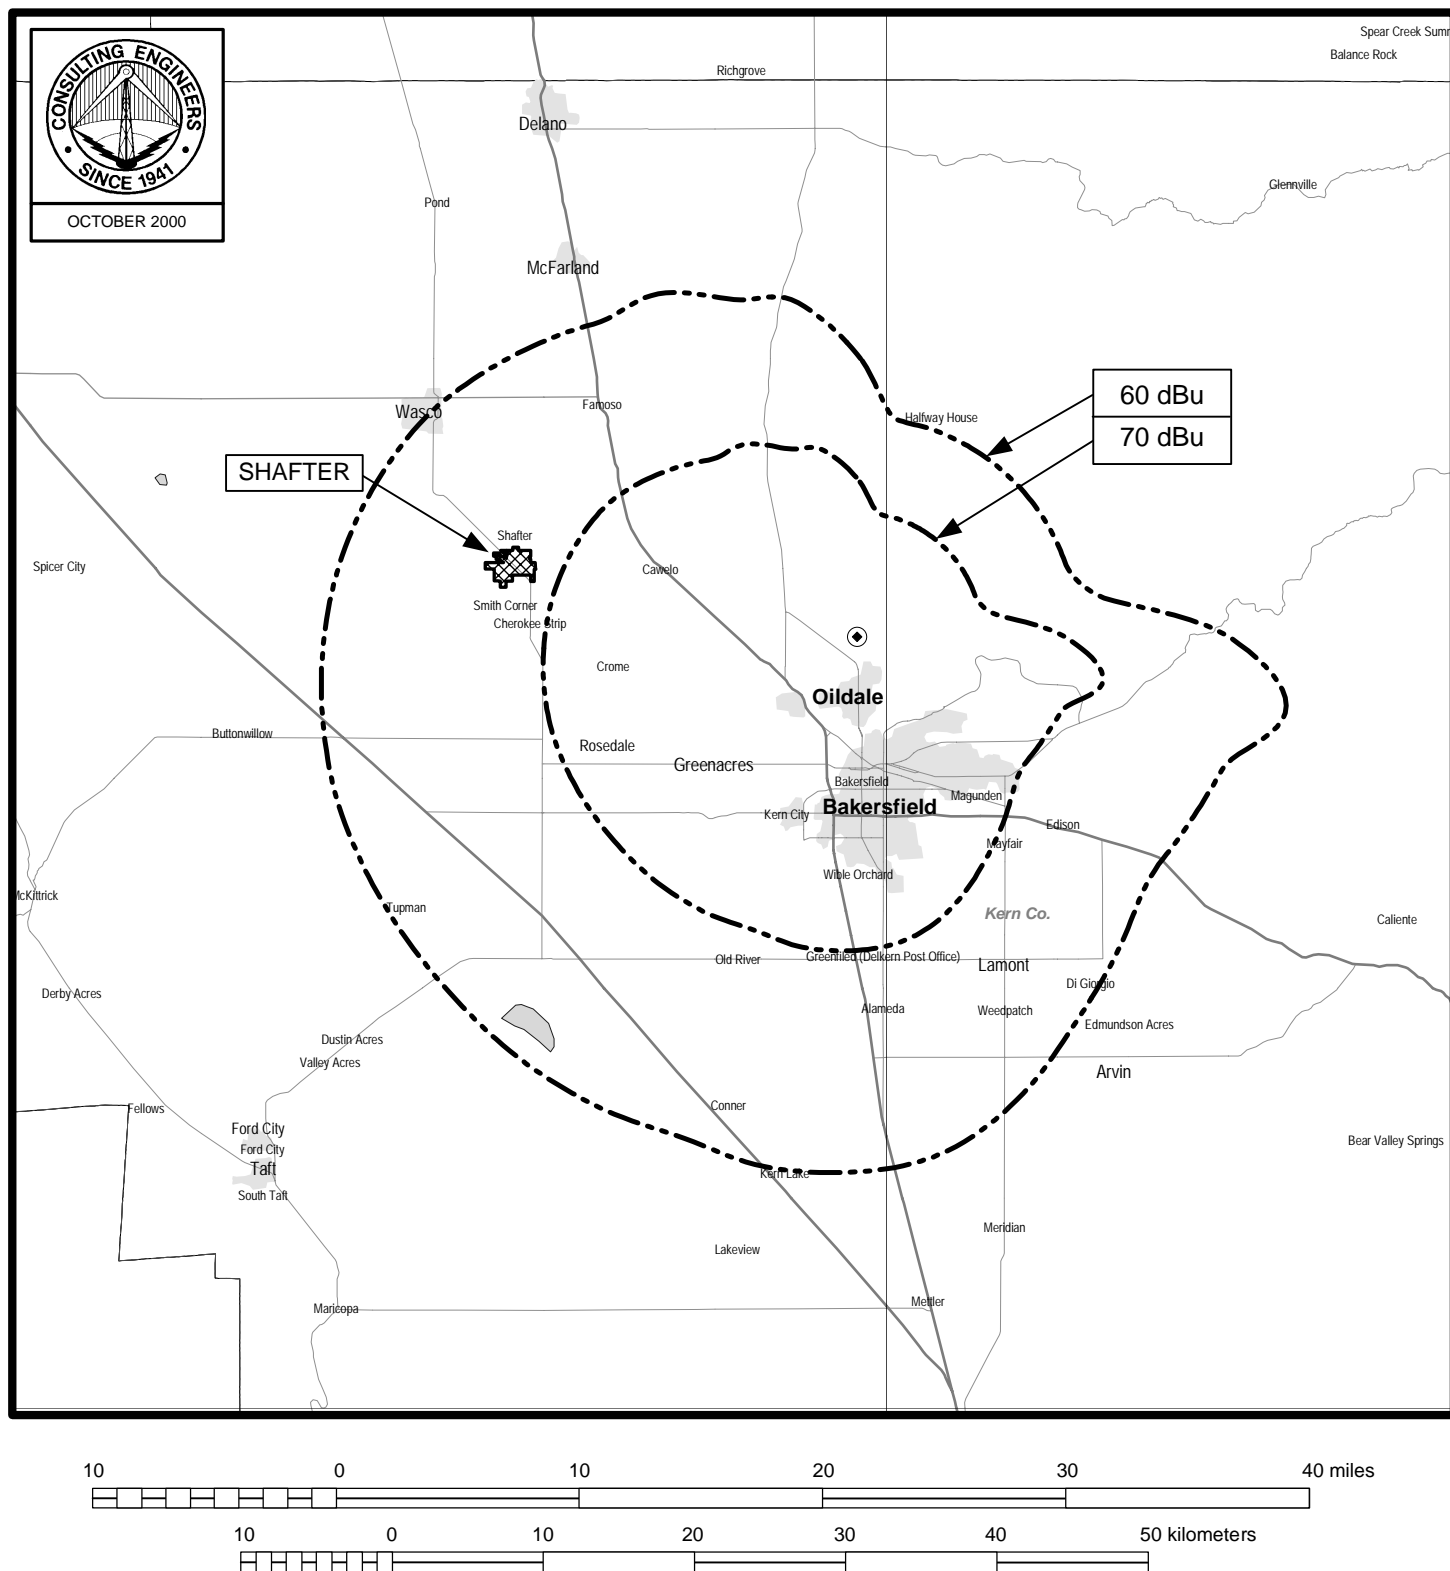 CONSULTING ENGINEERS
SINCE 1941
OCTOBER 2000
Spear Creek Summ
Balance Rock
Richgrove
Delano
Glennville
Pond
McFarland
60 dBu
70 dBu
Wasco
Famoso
Halfway House
SHAFTER
Shafter
Spicer City
Cawelo
Smith Corner
Cherokee Strip
Crome
Oildale
Buttonwillow
Rosedale
Greenacres
Bakersfield
Magunden
Bakersfield
Kern City
Edison
Mayfair
Wible Orchard
McKittrick
Tupman
Kern Co.
Caliente
Old River
Greenfiled (Delkern Post Office)
Lamont
Di Giorgio
Derby Acres
Alameda
Weedpatch
Edmundson Acres
Dustin Acres
Valley Acres
Arvin
Fellows
Conner
Ford City
Ford City
Bear Valley Springs
Taft
Kern Lake
South Taft
Meridian
Lakeview
Mettler
Maricopa
10 0 10 20 30 40 miles
10 0 10 20 30 40 50 kilometers